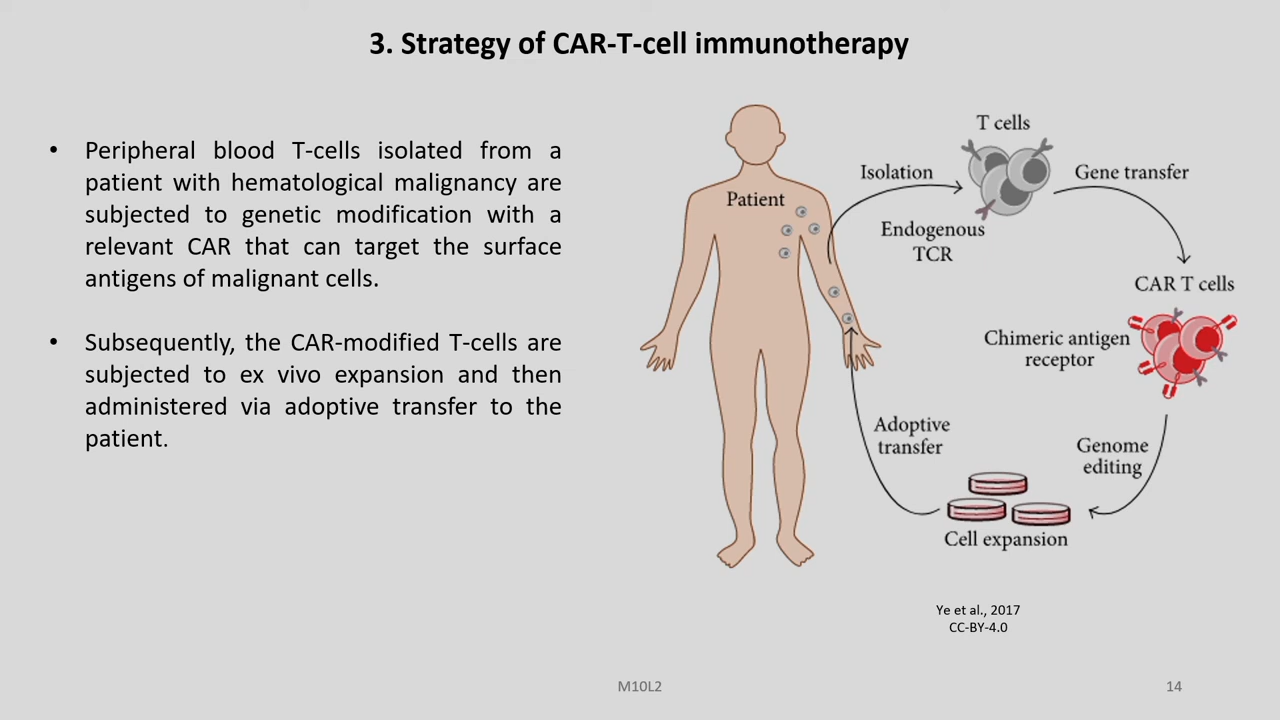 3. Strategy of CAR-T-cell immunotherapy
• Peripheral blood T-cells isolated from a
patient with hematological malignancy are
subjected to genetic modification with a
relevant CAR that can target the surface
antigens of malignant cells.
• Subsequently, the CAR-modified T-cells are
subjected to ex vivo expansion and then
administered via adoptive transfer to the
patient.
T cells
Isolation
Gene transfer
Patient
Endogenous
TCR
CAR T cells
Chimeric antigen
receptor
Adoptive
transfer
Genome
editing
Cell expansion
Ye et al., 2017
CC-BY-4.0
M10L2
14